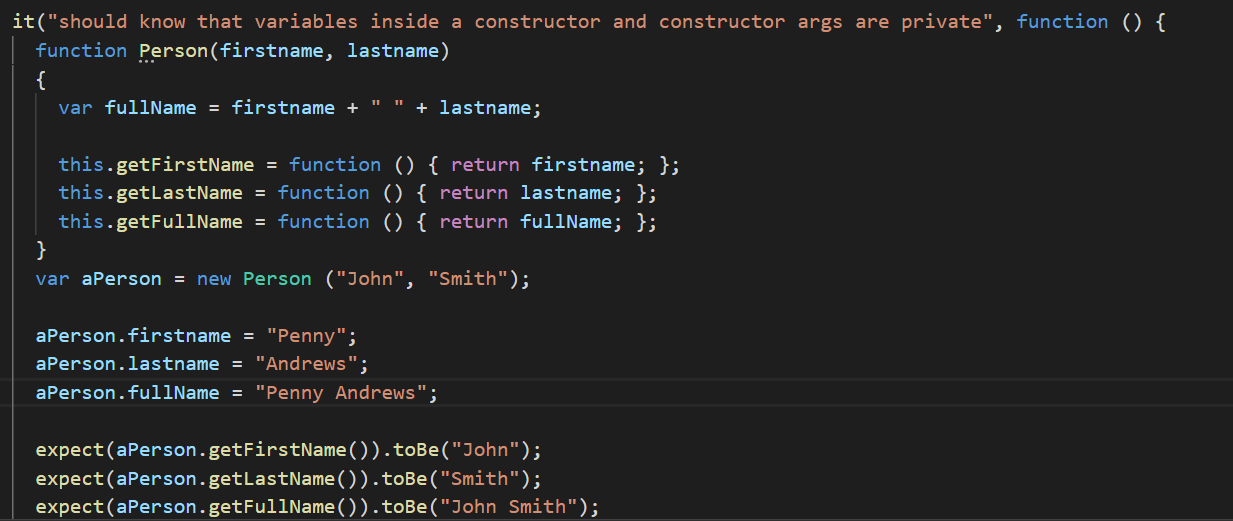 it("should know that variables inside a constructor and constructor args are private", function () {
function Person(firstname, lastname)
{
var fullName = firstname + " " + lastname;
this.getFirstName = function () { return firstname; };
this.getLastName = function () { return lastname; };
this.getFullName = function () { return fullName; };
}
var aPerson = new Person ("John", "Smith");
aPerson.firstname = "Penny";
aPerson.lastname = "Andrews";
aPerson.fullName = "Penny Andrews";
expect(aPerson.getFirstName()).toBe("John");
expect(aPerson.getLastName()).toBe("Smith");
expect(aPerson.getFullName()).toBe("John Smith");